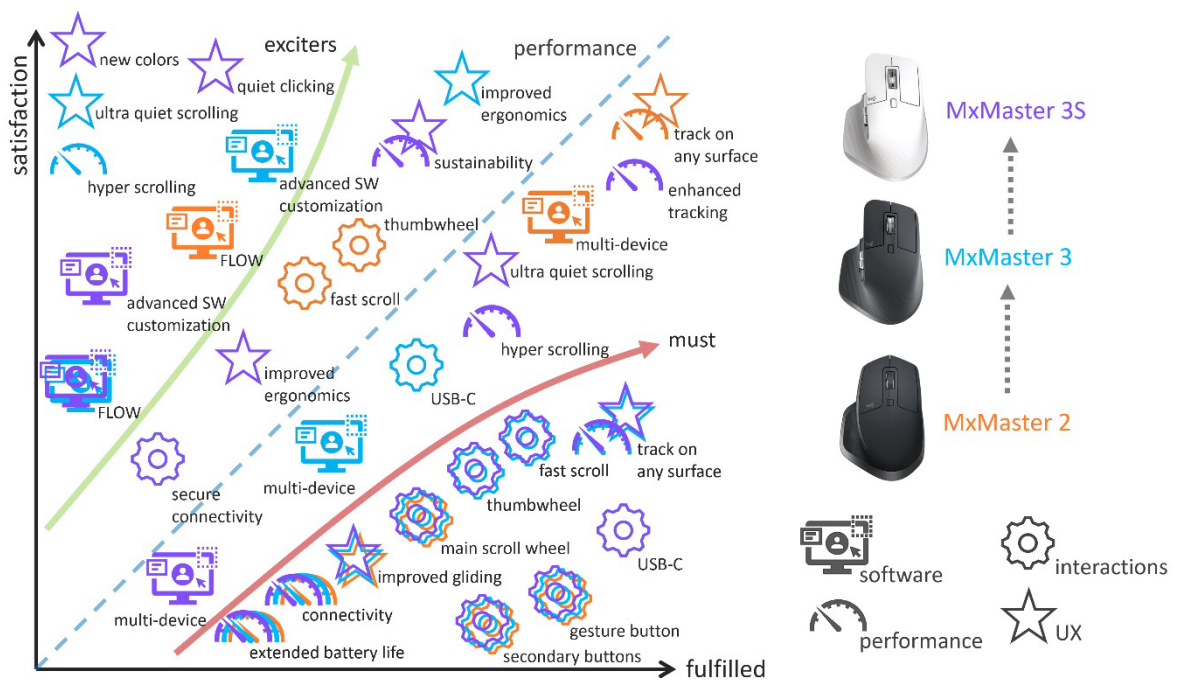 exciters
performance
satisfaction
new colors
quiet clicking
ultra quiet scrolling
improved
ergonomics
track on
any surface
sustainability
hyper scrolling
advanced SW
customization
enhanced
tracking
thumbwheel
FLOW
multi-device
ultra quiet scrolling
fast scroll
advanced SW
customization
hyper scrolling
must
improved
ergonomics
USB-C
FLOW
multi-device
fast scroll
track on
any surface
secure
connectivity
thumbwheel
main scroll wheel
USB-C
improved gliding
multi-device
connectivity
gesture button
extended battery life
secondary buttons
fulfilled
MxMaster 3S
MxMaster 3
MxMaster 2
software
interactions
performance
UX